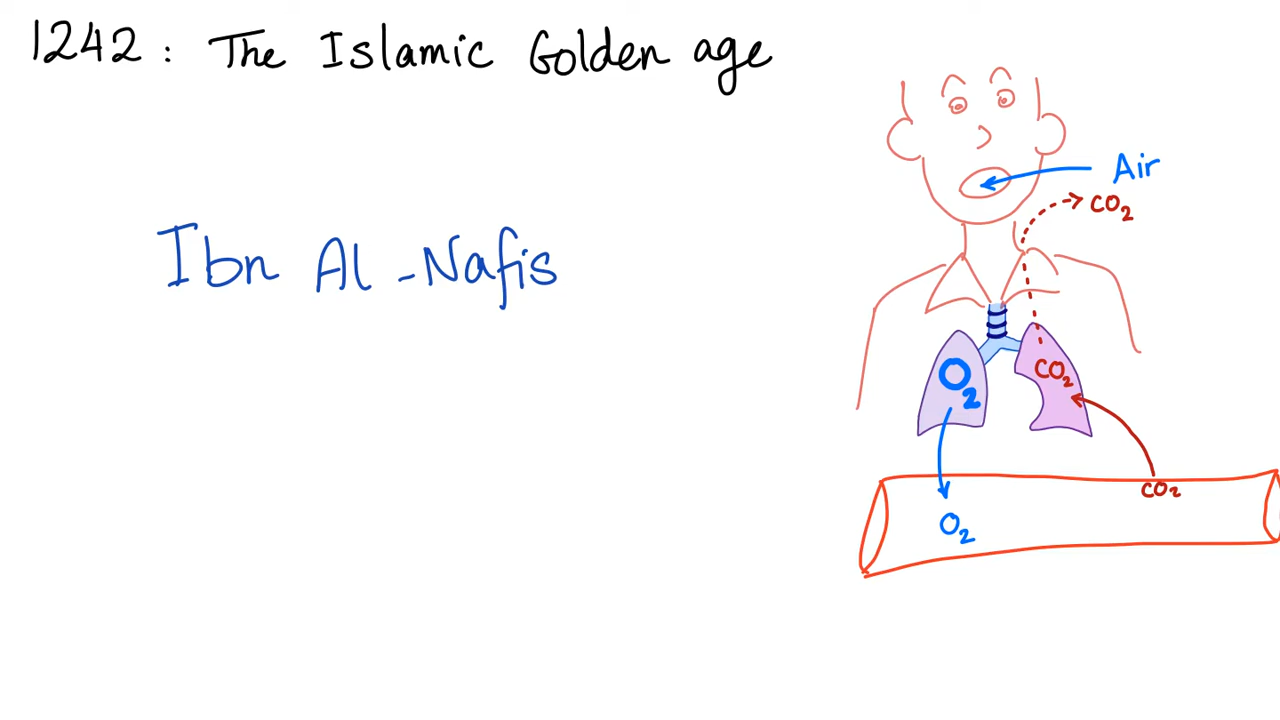 1242: The Islamic Golden age
Air
CO2
Ibn Al-Nafis
O2
CO2
CO2
O2